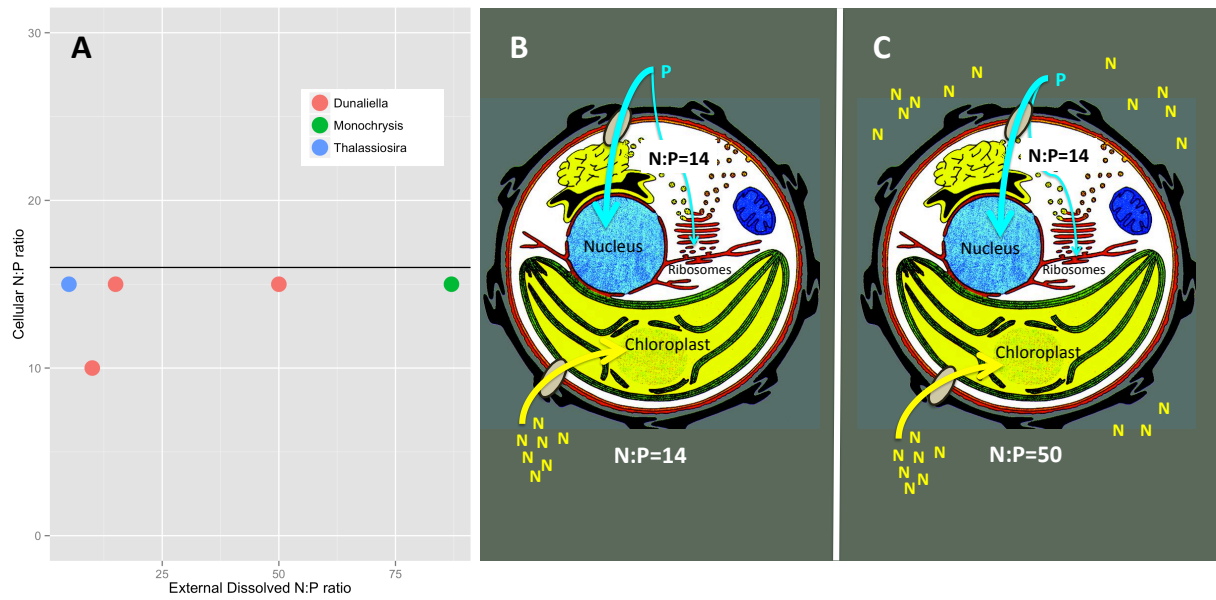 A
30
20
10
0
Cellular N:P ratio
Dunaliella
Monochrysis
Thalassiosira
25
50
75
External Dissolved N:P ratio
B
P
N:P=14
Nucleus
Ribosomes
Chloroplast
N
N N N
N N
N
N:P=14
C
N N
N N N N
N N
N N
N
P
N:P=14
Nucleus
Ribosomes
Chloroplast
N
N N
N
N N N
N N
N
N:P=50